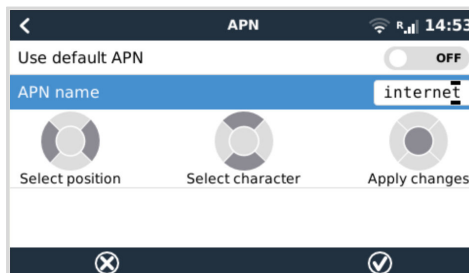 APN
R 14:53
Use default APN
OFF
APN name
internet
Select position
Select character
Apply changes